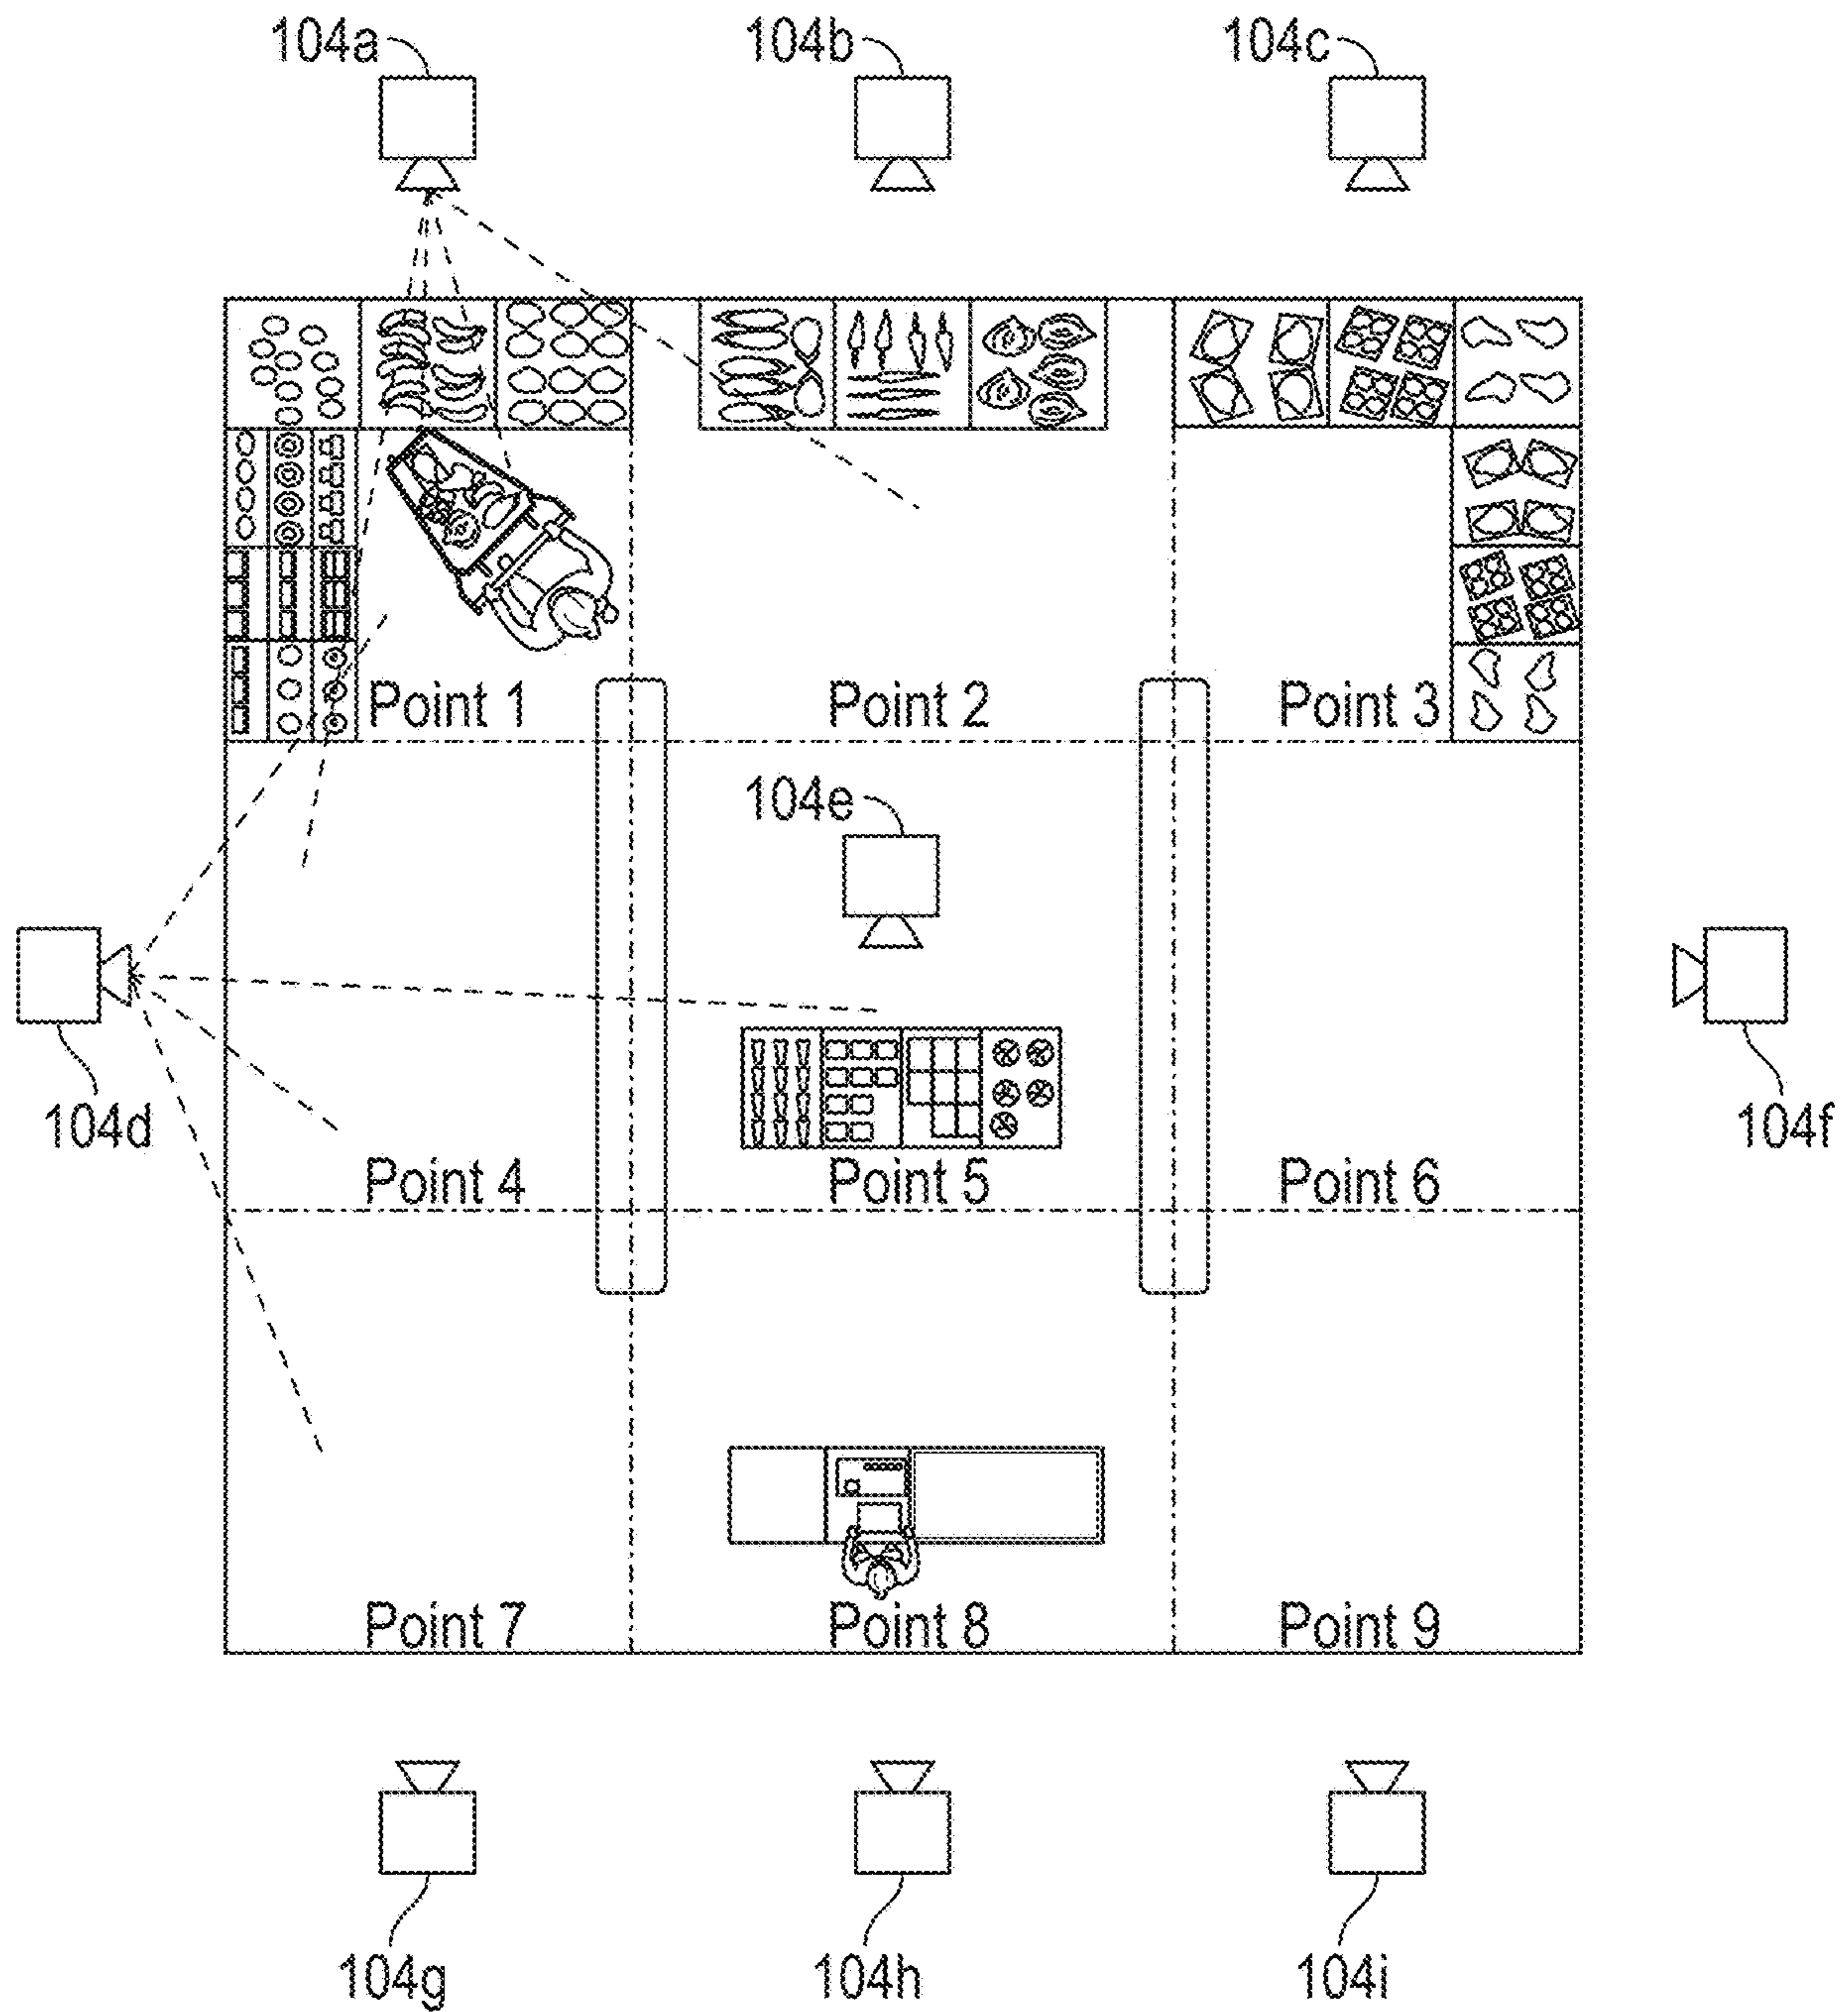 104a
104b
104c
Point 1
Point 2
Point 3
104e
104d
104f
Point 4
Point 5
Point 6
Point 7
Point 8
Point 9
104g
104h
104i